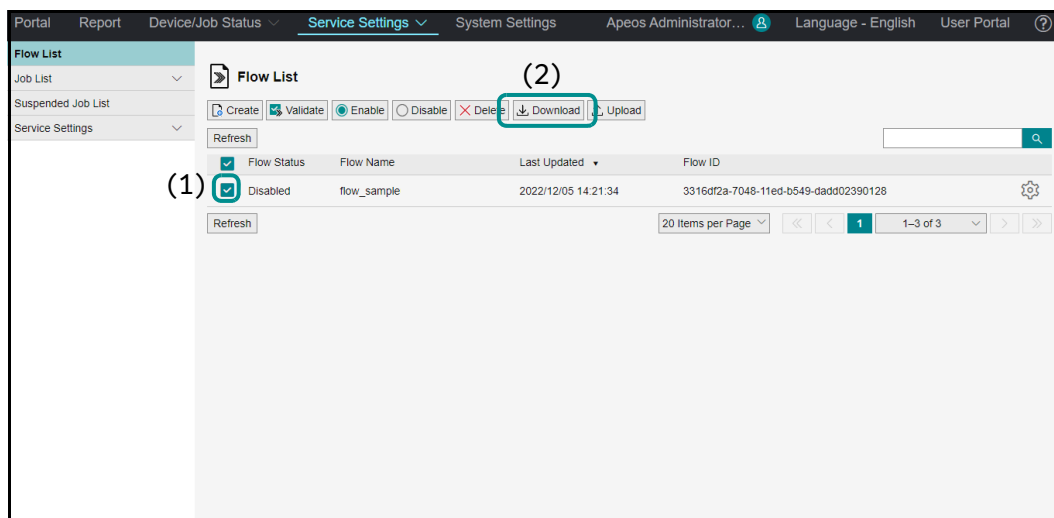 Portal Report Device/Job Status Service Settings System Settings Apeos Administrator... Language - English User Portal ?
Flow List
Job List
Suspended Job List
Service Settings
Flow List
(2)
Create Validate Enable Disable Delete Download Upload
Refresh
Flow Status Flow Name Last Updated ▼ Flow ID
(1) Disabled flow_sample 2022/12/05 14:21:34 3316df2a-7048-11ed-b549-dadd02390128
Refresh 20 Items per Page 1 1–3 of 3